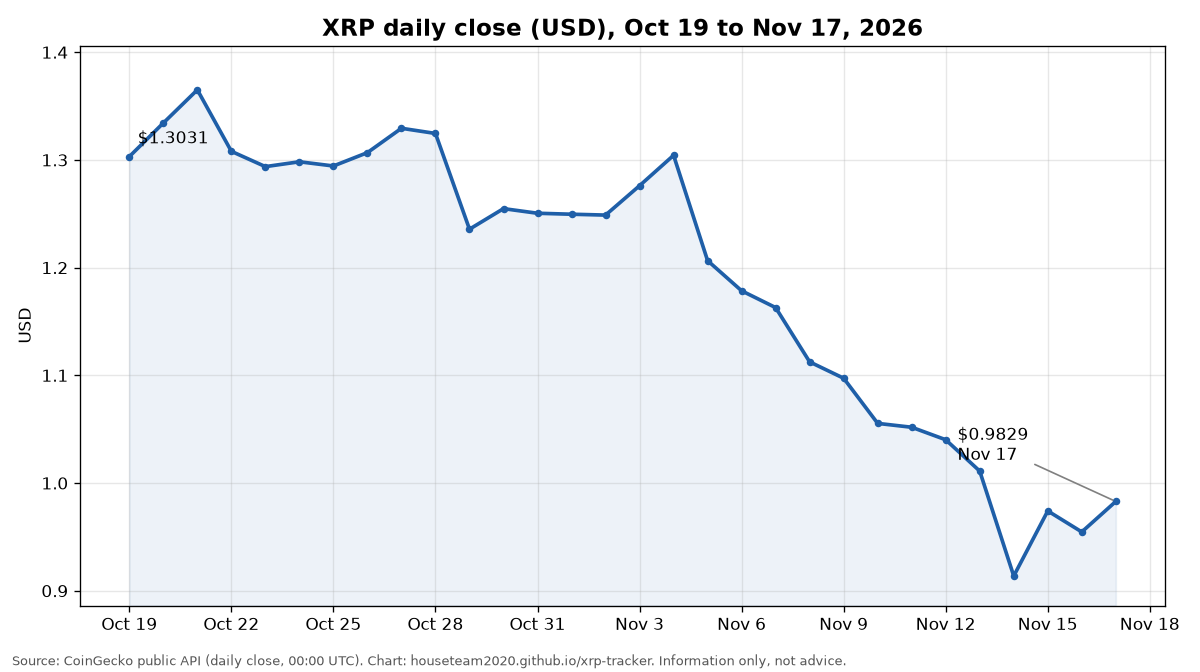 XRP daily close (USD), Oct 19 to Nov 17, 2026
1.4
1.3
1.2
1.1
1.0
0.9
USD
$1.3031
$0.9829
Nov 17
Oct 19
Oct 22
Oct 25
Oct 28
Oct 31
Nov 3
Nov 6
Nov 9
Nov 12
Nov 15
Nov 18
Source: CoinGecko public API (daily close, 00:00 UTC). Chart: houseteam2020.github.io/xrp-tracker. Information only, not advice.